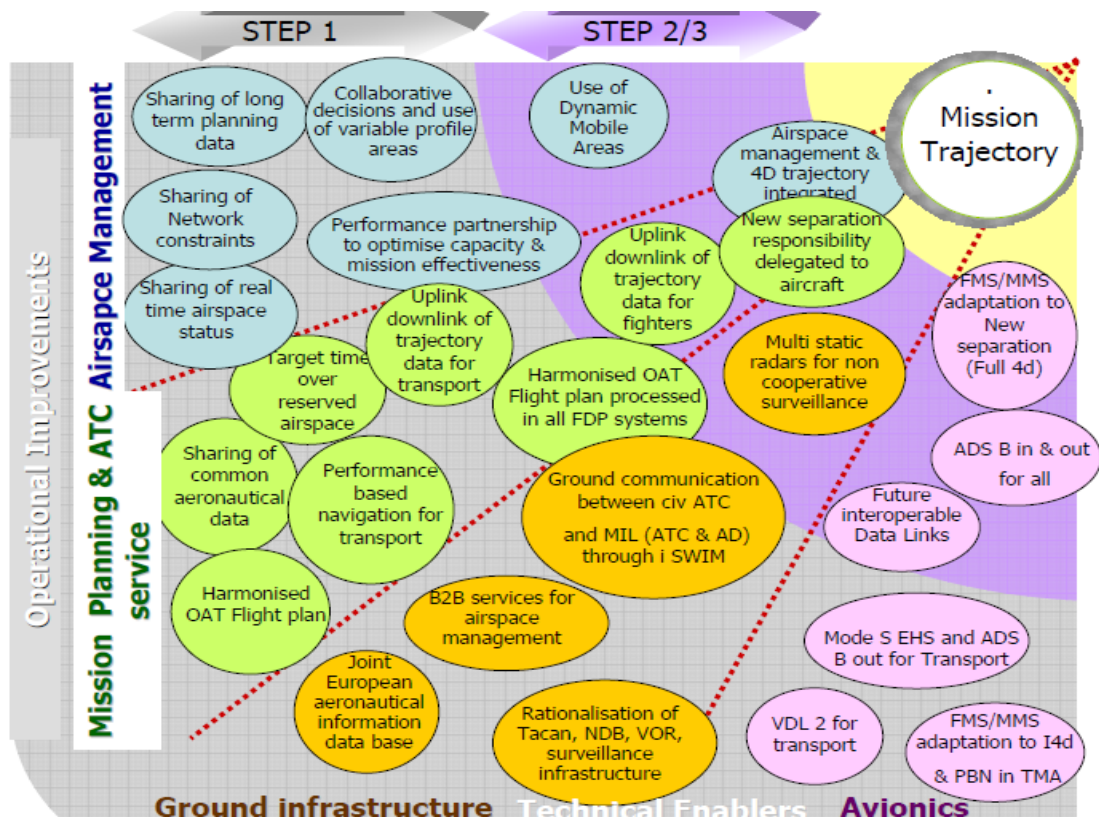 STEP 1
STEP 2/3
Operational Improvements
Airsapce Management
Mission Planning & ATC
service
Sharing of long
term planning
data
Collaborative
decisions and use
of variable profile
areas
Use of
Dynamic
Mobile
Areas
Airspace
management &
4D trajectory
integrated
Mission
Trajectory
Sharing of
Network
constraints
Performance partnership
to optimise capacity &
mission effectiveness
Uplink
downlink of
trajectory
data for
fighters
New separation
responsibility
delegated to
aircraft
FMS/MMS
adaptation to
New
separation
(Full 4d)
Sharing of real
time airspace
status
Uplink
downlink of
trajectory
data for
transport
Target time
over
reserved
airspace
Harmonised OAT
Flight plan processed
in all FDP systems
Multi static
radars for non
cooperative
surveillance
Sharing of
common
aeronautical
data
Performance
based
navigation for
transport
Ground communication
between civ ATC
and MIL (ATC & AD)
through i SWIM
ADS B in & out
for all
Future
interoperable
Data Links
Harmonised
OAT Flight plan
B2B services for
airspace
management
Mode S EHS and ADS
B out for Transport
Joint
European
aeronautical
information
data base
Rationalisation of
Tacan, NDB, VOR,
surveillance
infrastructure
VDL 2 for
transport
FMS/MMS
adaptation to I4d
& PBN in TMA
Ground infrastructure
Technical Enablers
Avionics